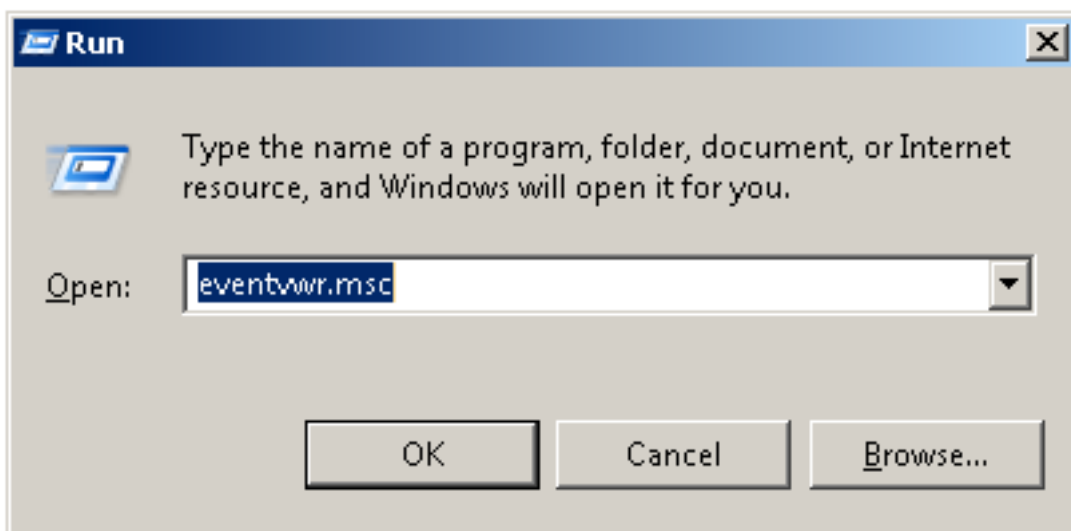 Run
Type the name of a program, folder, document, or Internet
resource, and Windows will open it for you.
Open: eventvwr.msc
OK Cancel Browse...